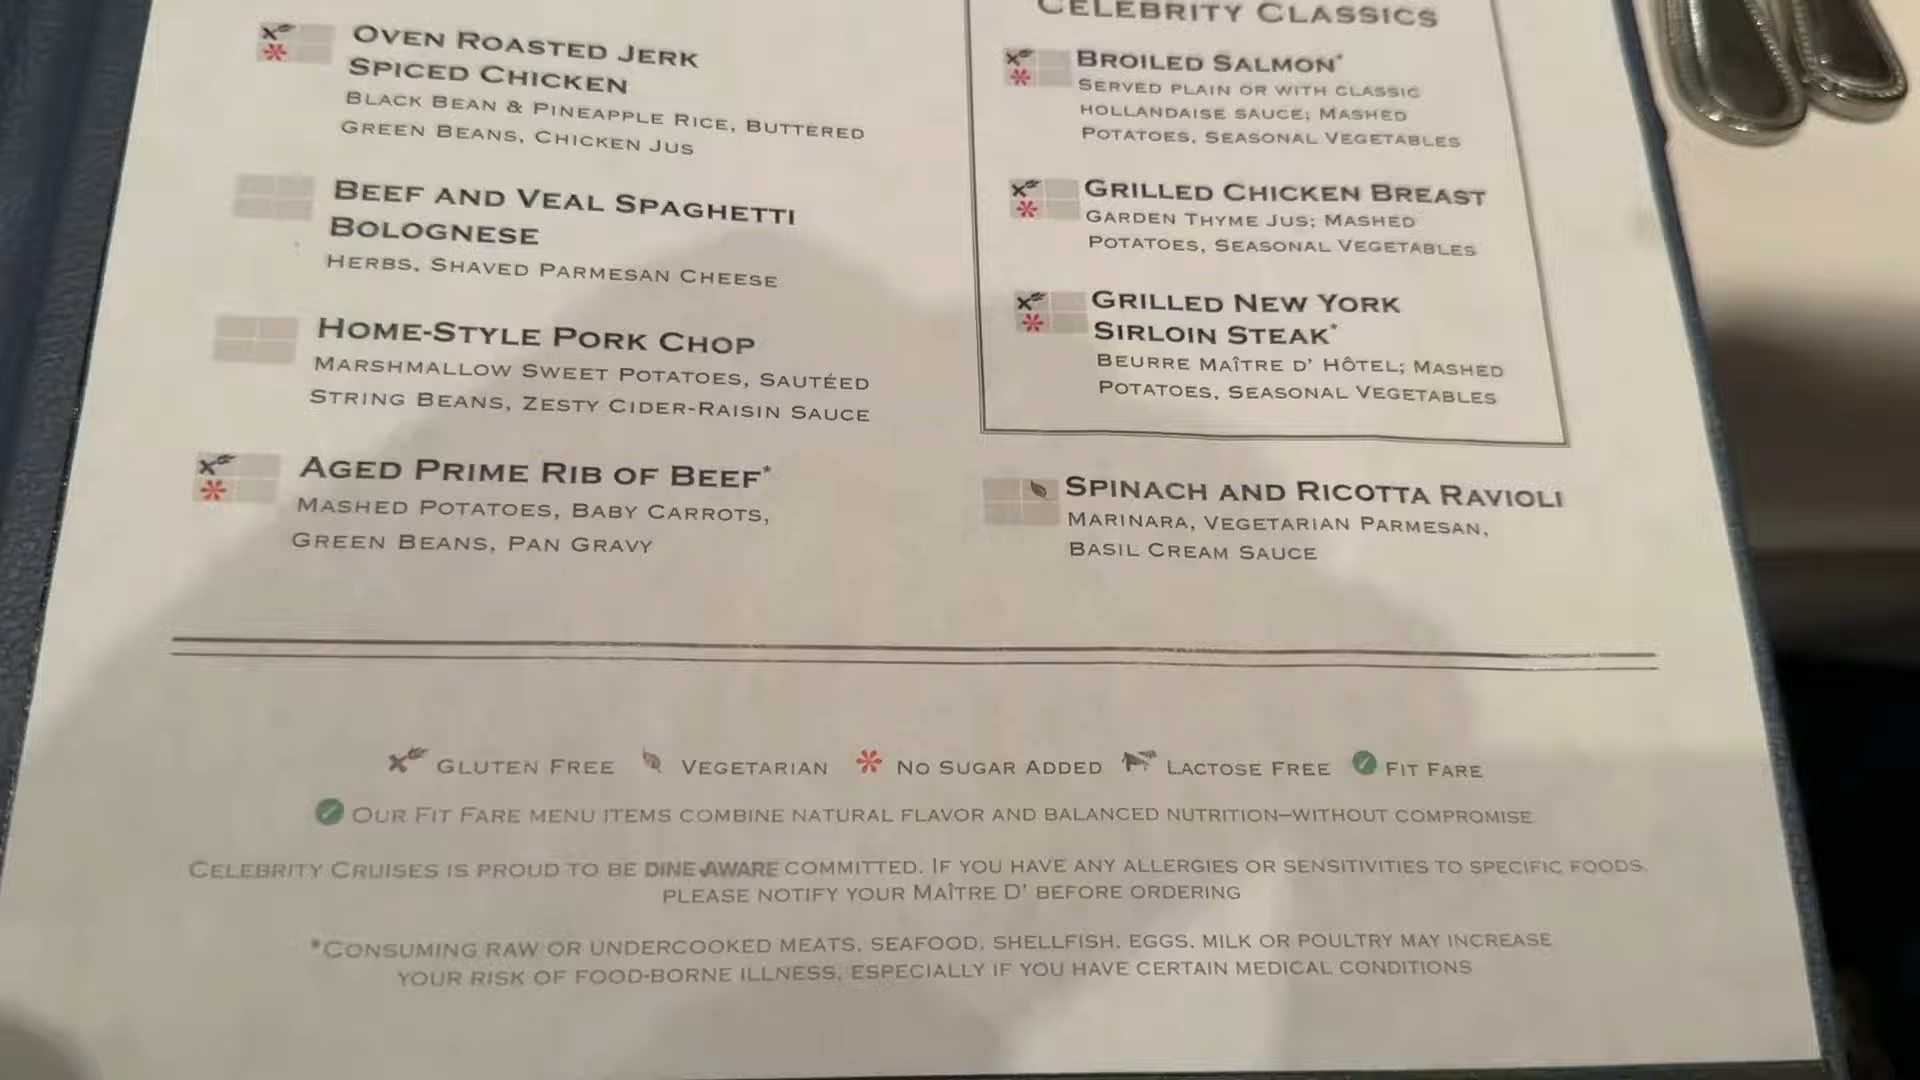 OVEN ROASTED JERK
SPICED CHICKEN
BLACK BEAN & PINEAPPLE RICE, BUTTERED
GREEN BEANS, CHICKEN JUS
BEEF AND VEAL SPAGHETTI
BOLOGNESE
HERBS, SHAVED PARMESAN CHEESE
HOME-STYLE PORK CHOP
MARSHMALLOW SWEET POTATOES, SAUTÉED
STRING BEANS, ZESTY CIDER-RAISIN SAUCE
AGED PRIME RIB OF BEEF*
MASHED POTATOES, BABY CARROTS,
GREEN BEANS, PAN GRAVY
CELEBRITY CLASSICS
BROILED SALMON*
SERVED PLAIN OR WITH CLASSIC
HOLLANDAISE SAUCE; MASHED
POTATOES, SEASONAL VEGETABLES
GRILLED CHICKEN BREAST
GARDEN THYME JUS; MASHED
POTATOES, SEASONAL VEGETABLES
GRILLED NEW YORK
SIRLOIN STEAK*
BEURRE MAÎTRE D' HÔTEL; MASHED
POTATOES, SEASONAL VEGETABLES
SPINACH AND RICOTTA RAVIOLI
MARINARA, VEGETARIAN PARMESAN,
BASIL CREAM SAUCE
GLUTEN FREE VEGETARIAN NO SUGAR ADDED LACTOSE FREE FIT FARE
OUR FIT FARE MENU ITEMS COMBINE NATURAL FLAVOR AND BALANCED NUTRITION—WITHOUT COMPROMISE
CELEBRITY CRUISES IS PROUD TO BE DINE AWARE COMMITTED. IF YOU HAVE ANY ALLERGIES OR SENSITIVITIES TO SPECIFIC FOODS,
PLEASE NOTIFY YOUR MAÎTRE D' BEFORE ORDERING
*CONSUMING RAW OR UNDERCOOKED MEATS, SEAFOOD, SHELLFISH, EGGS, MILK OR POULTRY MAY INCREASE
YOUR RISK OF FOOD-BORNE ILLNESS, ESPECIALLY IF YOU HAVE CERTAIN MEDICAL CONDITIONS